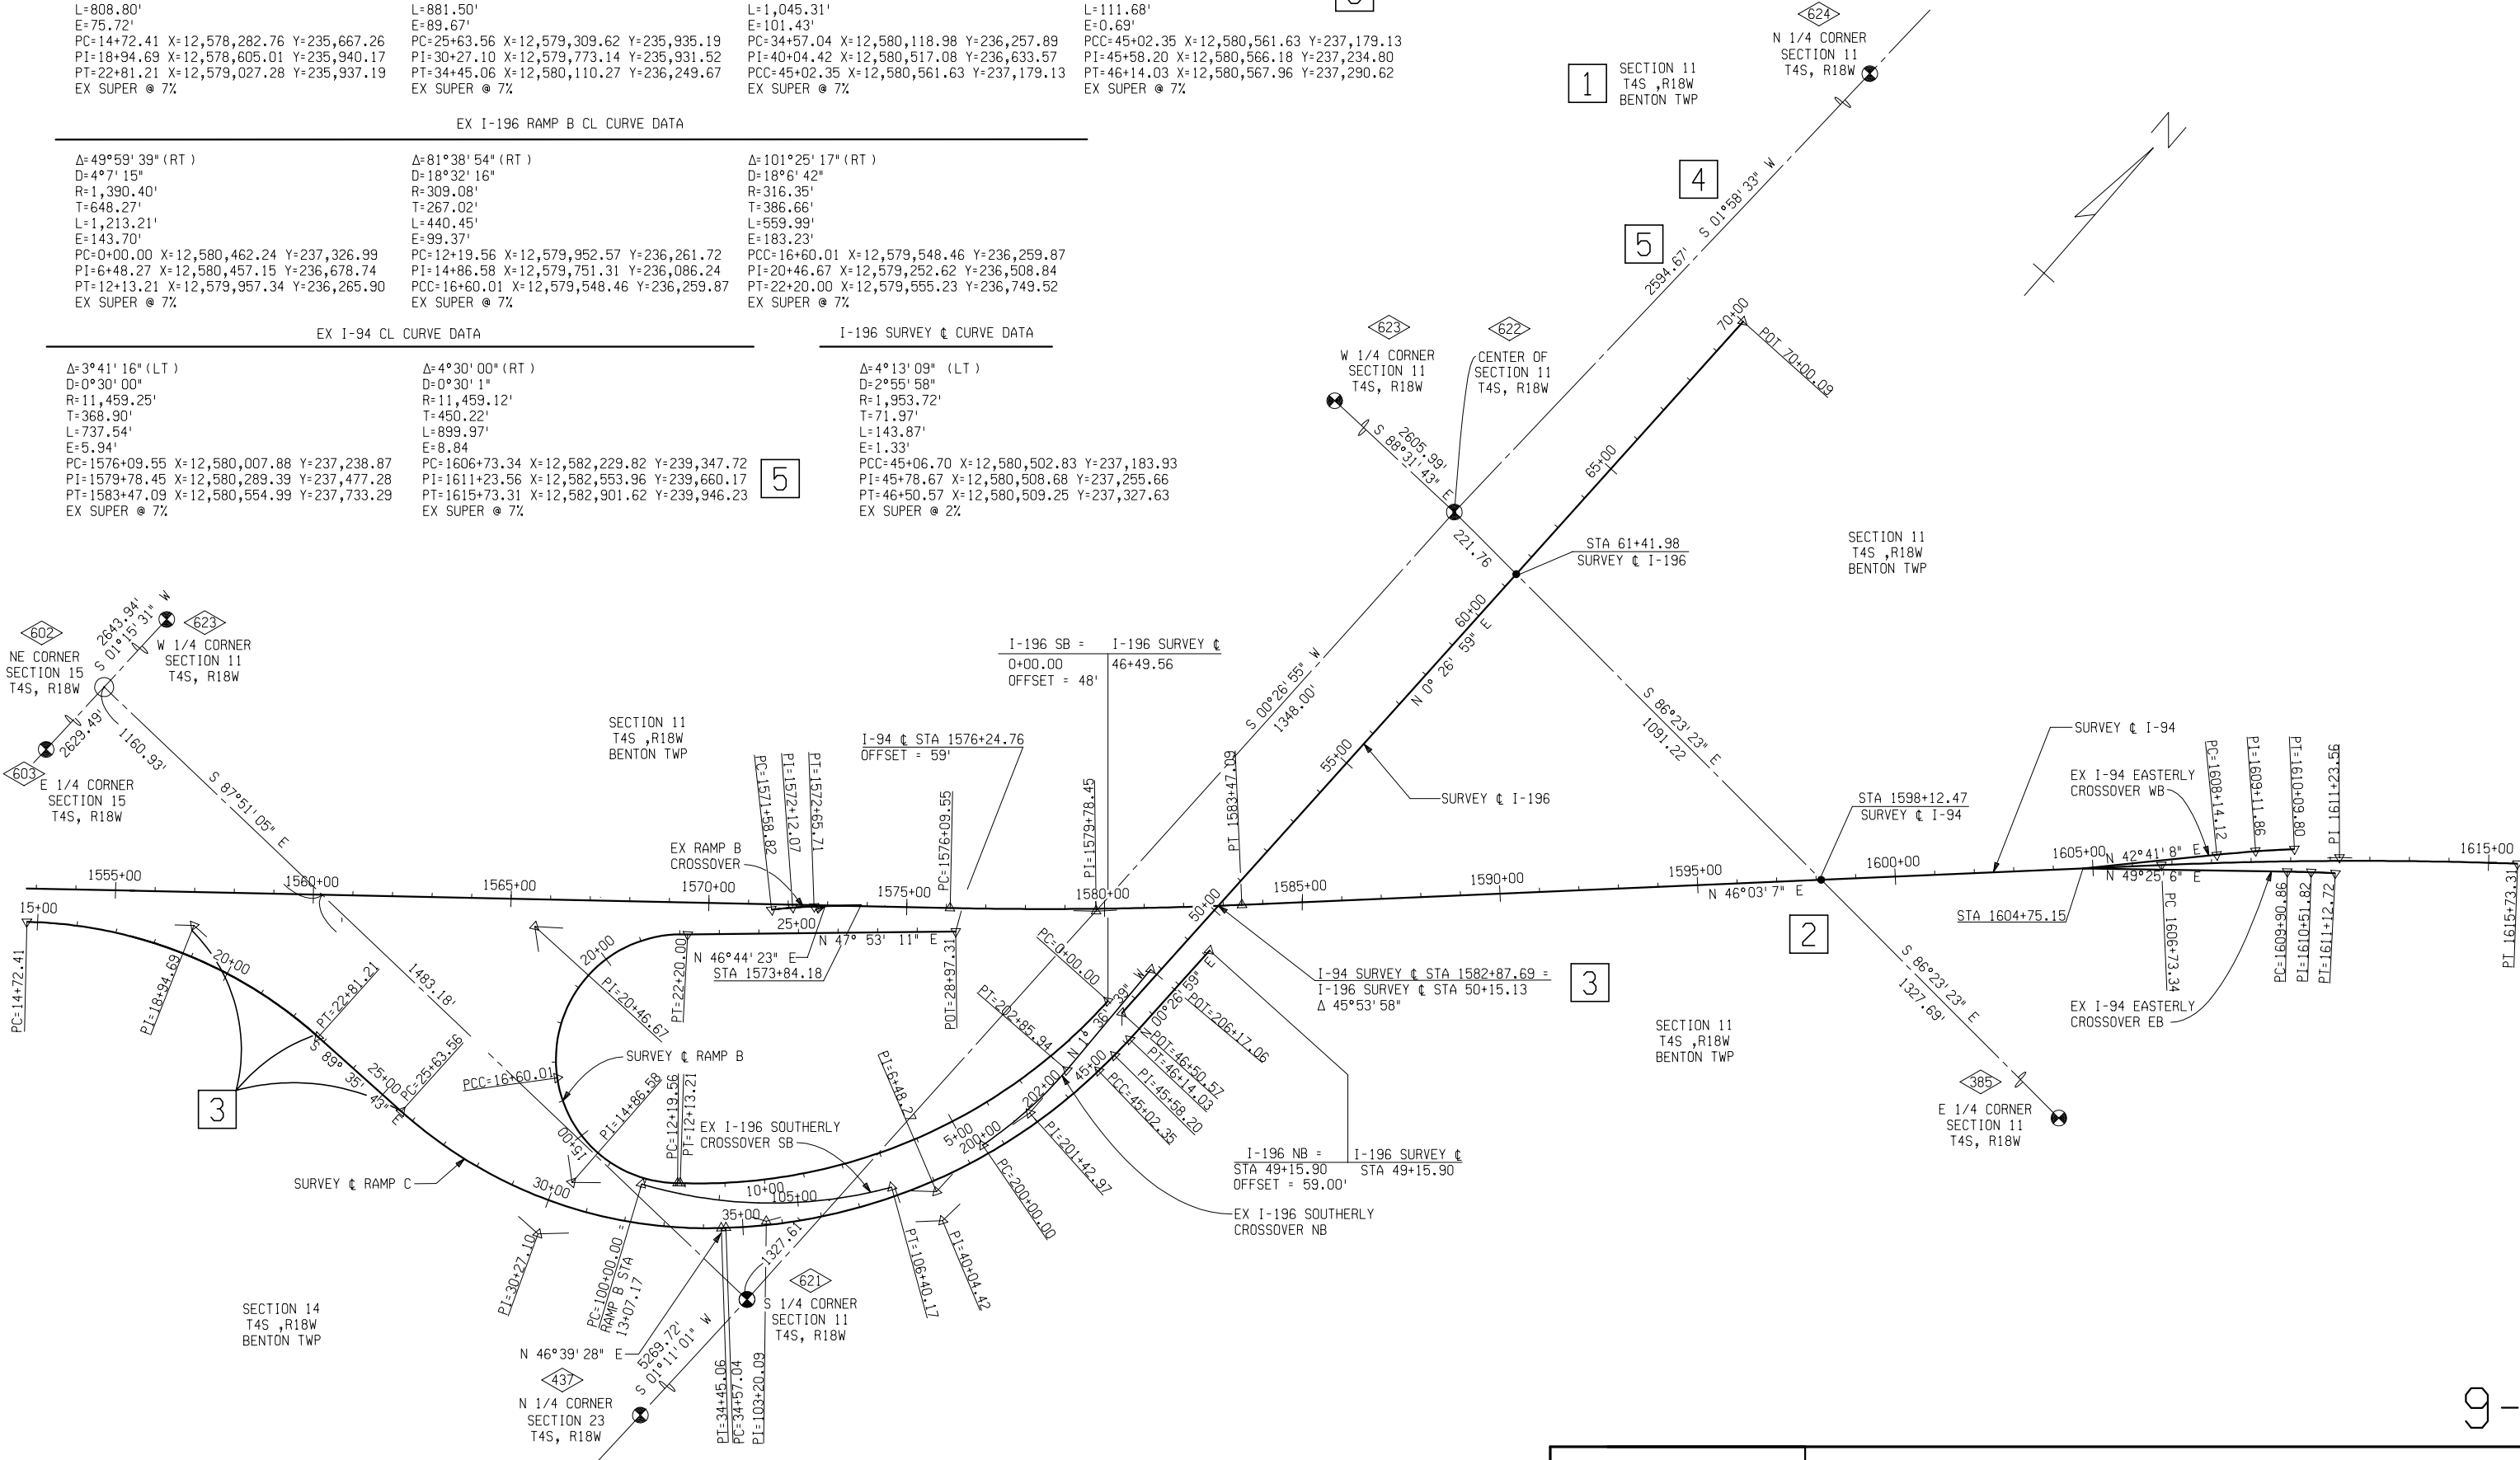 L=808.80'
E=75.72'
PC=14+72.41 X=12,578,282.76 Y=235,667.26
PI=18+94.69 X=12,578,605.01 Y=235,940.17
PT=22+81.21 X=12,579,027.28 Y=235,937.19
EX SUPER @ 7%
L=881.50'
E=89.67'
PC=25+63.56 X=12,579,309.62 Y=235,935.19
PI=30+27.10 X=12,579,773.14 Y=235,931.52
PT=34+45.06 X=12,580,110.27 Y=236,249.67
EX SUPER @ 7%
L=1,045.31'
E=101.43'
PC=34+57.04 X=12,580,118.98 Y=236,257.89
PI=40+04.42 X=12,580,517.08 Y=236,633.57
PCC=45+02.35 X=12,580,561.63 Y=237,179.13
EX SUPER @ 7%
L=111.68'
E=0.69'
PCC=45+02.35 X=12,580,561.63 Y=237,179.13
PI=45+58.20 X=12,580,566.18 Y=237,234.80
PT=46+14.03 X=12,580,567.96 Y=237,290.62
EX SUPER @ 7%
EX I-196 RAMP B CL CURVE DATA
Δ=49°59'39"(RT)
D=4°7'15"
R=1,390.40'
T=648.27'
L=1,213.21'
E=143.70'
PC=0+00.00 X=12,580,462.24 Y=237,326.99
PI=6+48.27 X=12,580,457.15 Y=236,678.74
PT=12+13.21 X=12,579,957.34 Y=236,265.90
EX SUPER @ 7%
Δ=81°38'54"(RT)
D=18°32'16"
R=309.08'
T=267.02'
L=440.45'
E=99.37'
PC=12+19.56 X=12,579,952.57 Y=236,261.72
PI=14+86.58 X=12,579,751.31 Y=236,086.24
PCC=16+60.01 X=12,579,548.46 Y=236,259.87
EX SUPER @ 7%
Δ=101°25'17"(RT)
D=18°6'42"
R=316.35'
T=386.66'
L=559.99'
E=183.23'
PCC=16+60.01 X=12,579,548.46 Y=236,259.87
PI=20+46.67 X=12,579,252.62 Y=236,508.84
PT=22+20.00 X=12,579,555.23 Y=236,749.52
EX SUPER @ 7%
EX I-94 CL CURVE DATA
Δ=3°41'16"(LT)
D=0°30'00"
R=11,459.25'
T=368.90'
L=737.54'
E=5.94'
PC=1576+09.55 X=12,580,007.88 Y=237,238.87
PI=1579+78.45 X=12,580,289.39 Y=237,477.28
PT=1583+47.09 X=12,580,554.99 Y=237,733.29
EX SUPER @ 7%
Δ=4°30'00"(RT)
D=0°30'1"
R=11,459.12'
T=450.22'
L=899.97'
E=8.84
PC=1606+73.34 X=12,582,229.82 Y=239,347.72
PI=1611+23.56 X=12,582,553.96 Y=239,660.17
PT=1615+73.31 X=12,582,901.62 Y=239,946.23
EX SUPER @ 7%
5
I-196 SURVEY ℄ CURVE DATA
Δ=4°13'09" (LT)
D=2°55'58"
R=1,953.72'
T=71.97'
L=143.87'
E=1.33'
PCC=45+06.70 X=12,580,502.83 Y=237,183.93
PI=45+78.67 X=12,580,508.68 Y=237,255.66
PT=46+50.57 X=12,580,509.25 Y=237,327.63
EX SUPER @ 2%
624
N 1/4 CORNER
SECTION 11
T4S, R18W
1
SECTION 11
T4S ,R18W
BENTON TWP
4
5
S 01°58'33" W
2594.67'
N
623
W 1/4 CORNER
SECTION 11
T4S, R18W
622
CENTER OF
SECTION 11
T4S, R18W
70+00
POT 70+00.09
2605.99'
S 88°31'43" E
65+00
221.76
STA 61+41.98
SURVEY ℄ I-196
SECTION 11
T4S ,R18W
BENTON TWP
60+00
N 0° 26' 59" E
602
NE CORNER
SECTION 15
T4S, R18W
2643.94'
S 01°15'31" W
623
W 1/4 CORNER
SECTION 11
T4S, R18W
2629.49'
603
E 1/4 CORNER
SECTION 15
T4S, R18W
1160.93'
S 87°51'05" E
SECTION 11
T4S ,R18W
BENTON TWP
I-196 SB = I-196 SURVEY ℄
0+00.00 46+49.56
OFFSET = 48'
I-94 ℄ STA 1576+24.76
OFFSET = 59'
S 00°26'55" W
1348.00'
55+00
SURVEY ℄ I-196
S 86°23'23" E
1091.22
SURVEY ℄ I-94
EX I-94 EASTERLY
CROSSOVER WB
STA 1598+12.47
SURVEY ℄ I-94
PC=1608+14.12
PI=1609+11.86
PT=1610+09.80
PI 1611+23.56
EX RAMP B
CROSSOVER
PC=1571+58.82
PI=1572+12.07
PT=1572+65.71
PC=1576+09.55
PI=1579+78.45
PT 1583+47.09
1555+00
1560+00
1565+00
1570+00
1575+00
1580+00
1585+00
1590+00
1595+00
1600+00
1605+00
1615+00
N 46°03'7" E
N 42°41'8" E
N 49°25'6" E
STA 1604+75.15
PC 1606+73.34
PC=1609+90.86
PI=1610+51.82
PT=1611+12.72
PT 1615+73.31
EX I-94 EASTERLY
CROSSOVER EB
2
S 86°23'23" E
1327.69'
385
E 1/4 CORNER
SECTION 11
T4S, R18W
15+00
PC=14+72.41
PI=18+94.69
20+00
PT=22+81.21
S 89° 35' 43" E
25+00
PC=25+63.56
3
1483.18'
20+00
PI=20+46.67
PT=22+20.00
25+00
N 47° 53' 11" E
N 46°44'23" E
STA 1573+84.18
POT=28+97.31
50+00
PC=0+00.00
PT=202+85.94
N 1° 36' 39" W
N 00°26'59" E
POT=206+17.06
I-94 SURVEY ℄ STA 1582+87.69 =
I-196 SURVEY ℄ STA 50+15.13
Δ 45°53'58"
3
SECTION 11
T4S ,R18W
BENTON TWP
SURVEY ℄ RAMP B
PCC=16+60.01
PI=14+86.58
15+00
PC=12+19.56
PT=12+13.21
EX I-196 SOUTHERLY
CROSSOVER SB
PI=6+48.27
5+00
200+00
202+00
45+00
POT=46+50.57
PT=46+14.03
PI=45+58.20
PCC=45+02.35
PI=201+42.97
PC=200+00.00
I-196 NB = I-196 SURVEY ℄
STA 49+15.90 STA 49+15.90
OFFSET = 59.00'
EX I-196 SOUTHERLY
CROSSOVER NB
SURVEY ℄ RAMP C
30+00
10+00
105+00
35+00
PI=30+27.10
PC=100+00.00 =
RAMP B STA
13+07.17
1327.61
PT=106+40.17
PI=40+04.42
621
S 1/4 CORNER
SECTION 11
T4S, R18W
SECTION 14
T4S ,R18W
BENTON TWP
N 46°39'28" E
5269.72'
S 01°11'01" W
437
N 1/4 CORNER
SECTION 23
T4S, R18W
PT=34+45.06
PC=34+57.04
PI=103+20.09
9-